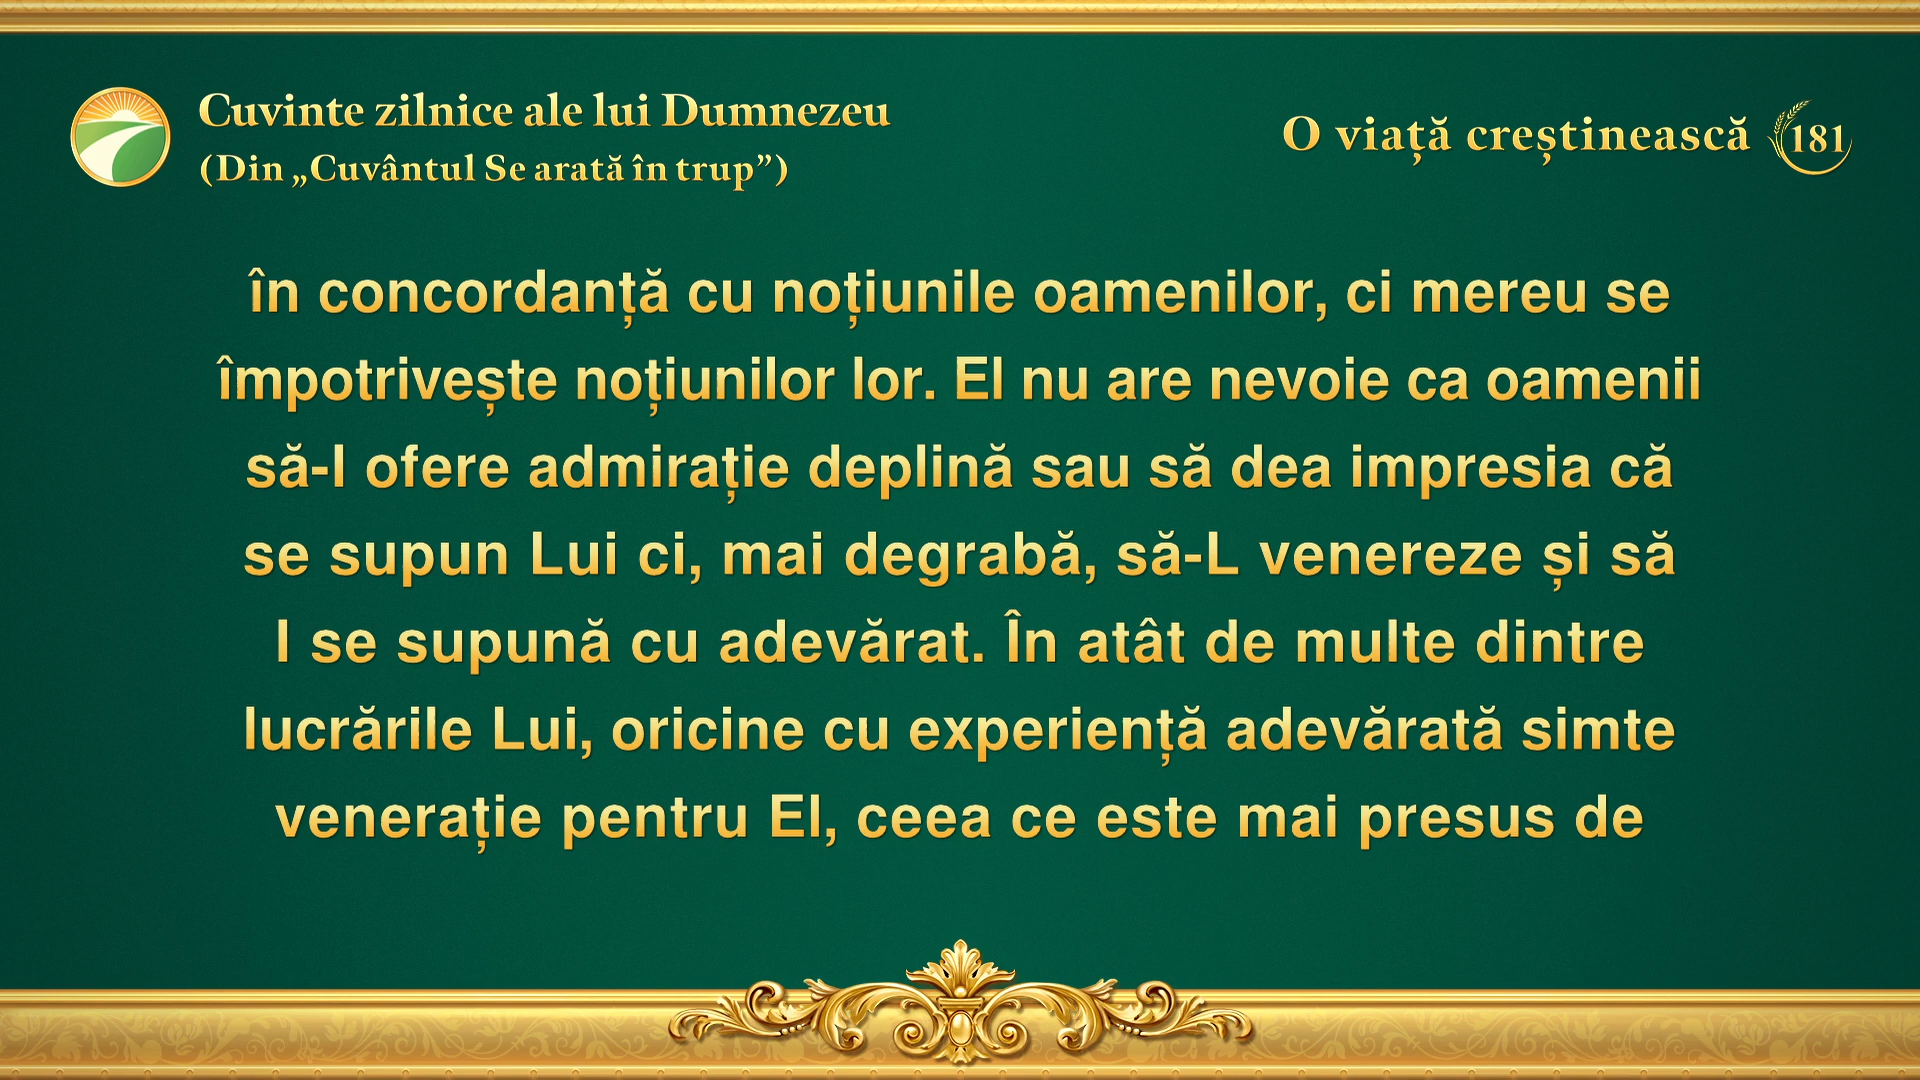 Cuvinte zilnice ale lui Dumnezeu
(Din „Cuvântul Se arată în trup”)
O viață creștinească 181
în concordanță cu noțiunile oamenilor, ci mereu se
împotrivește noțiunilor lor. El nu are nevoie ca oamenii
să-I ofere admirație deplină sau să dea impresia că
se supun Lui ci, mai degrabă, să-L venereze și să
I se supună cu adevărat. În atât de multe dintre
lucrările Lui, oricine cu experiență adevărată simte
venerație pentru El, ceea ce este mai presus de